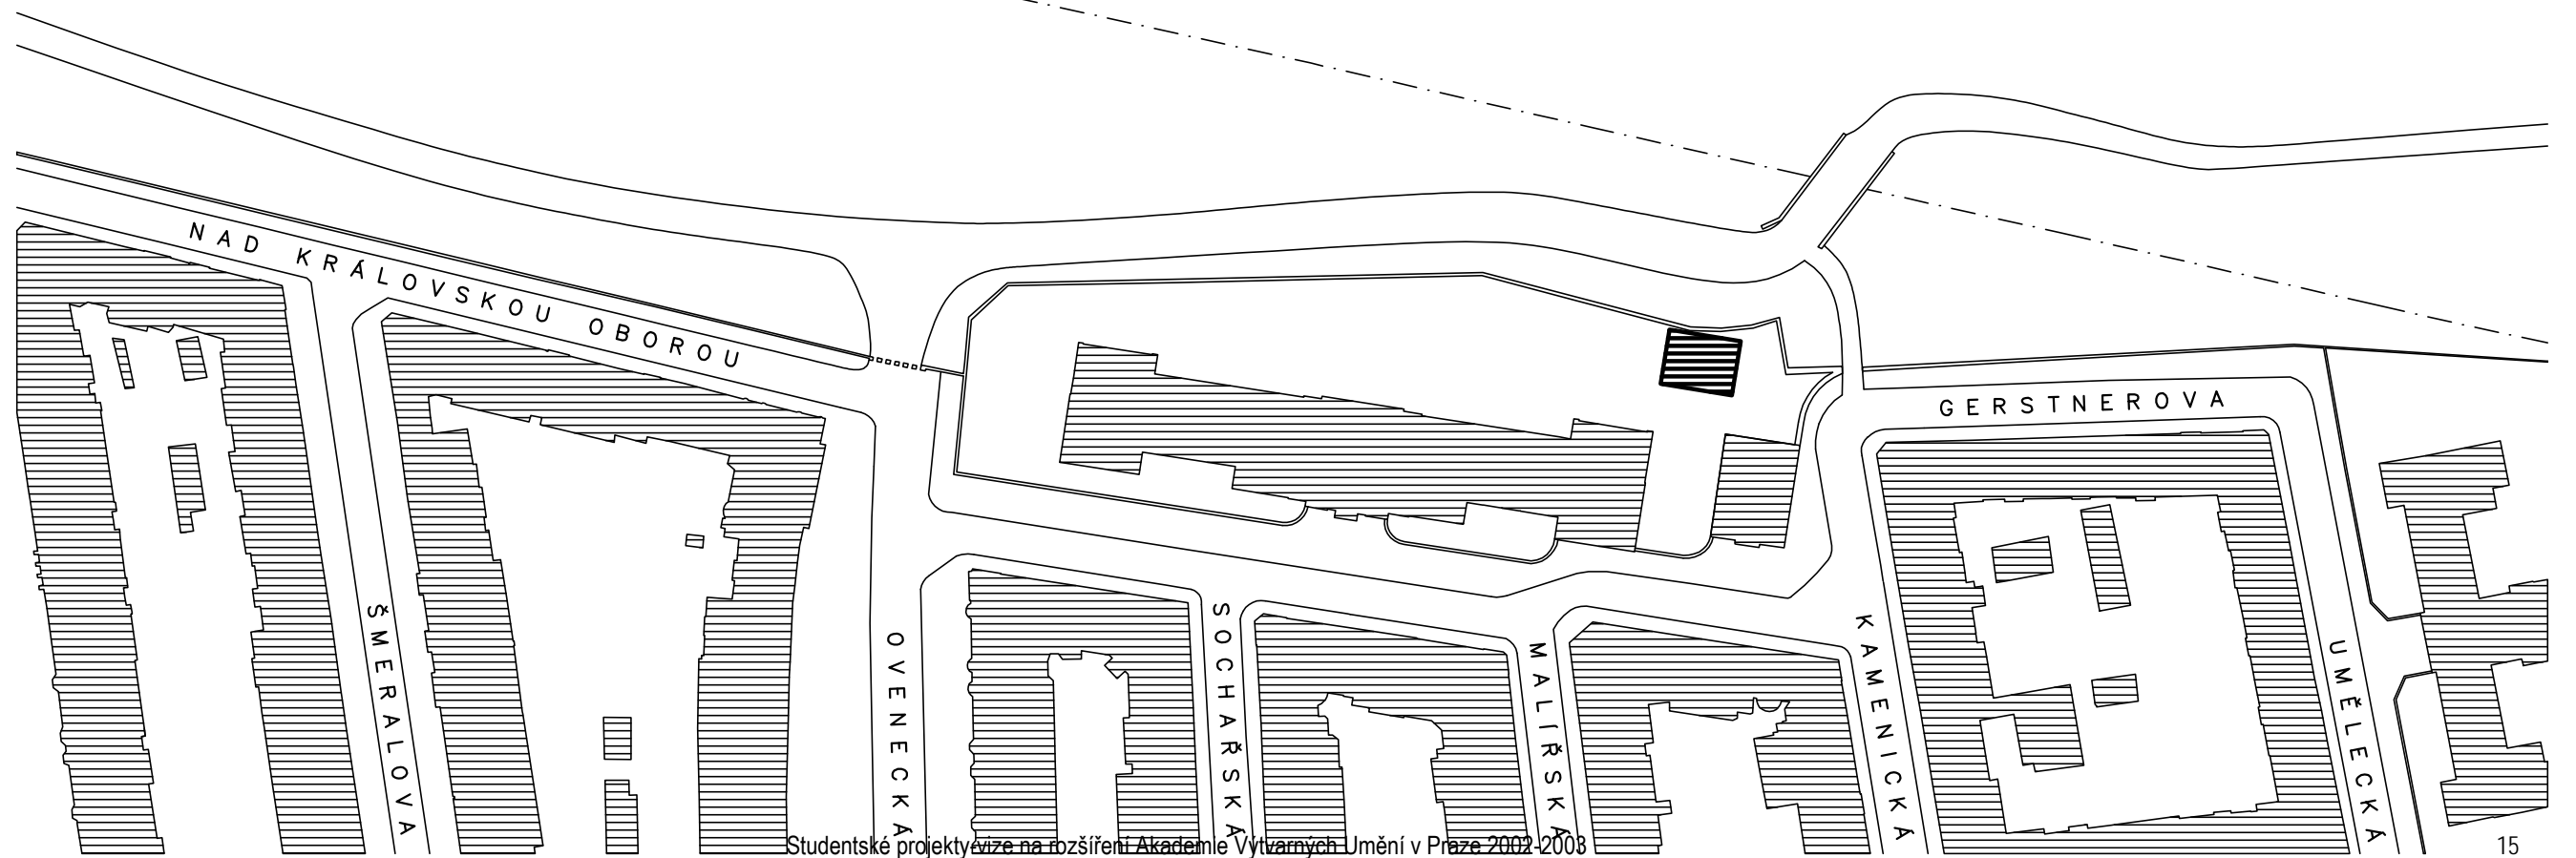 NAD KRÁLOVSKOU OBOROU
GERSTNEROVA
ŠMERALOVA
OVENECKÁ
SOCHAŘSKÁ
MALÍŘSKÁ
KAMENICKÁ
UMĚLECKÁ
Studentské projekty-vize na rozšíření Akademie Výtvarných Umění v Praze 2002-2003
15